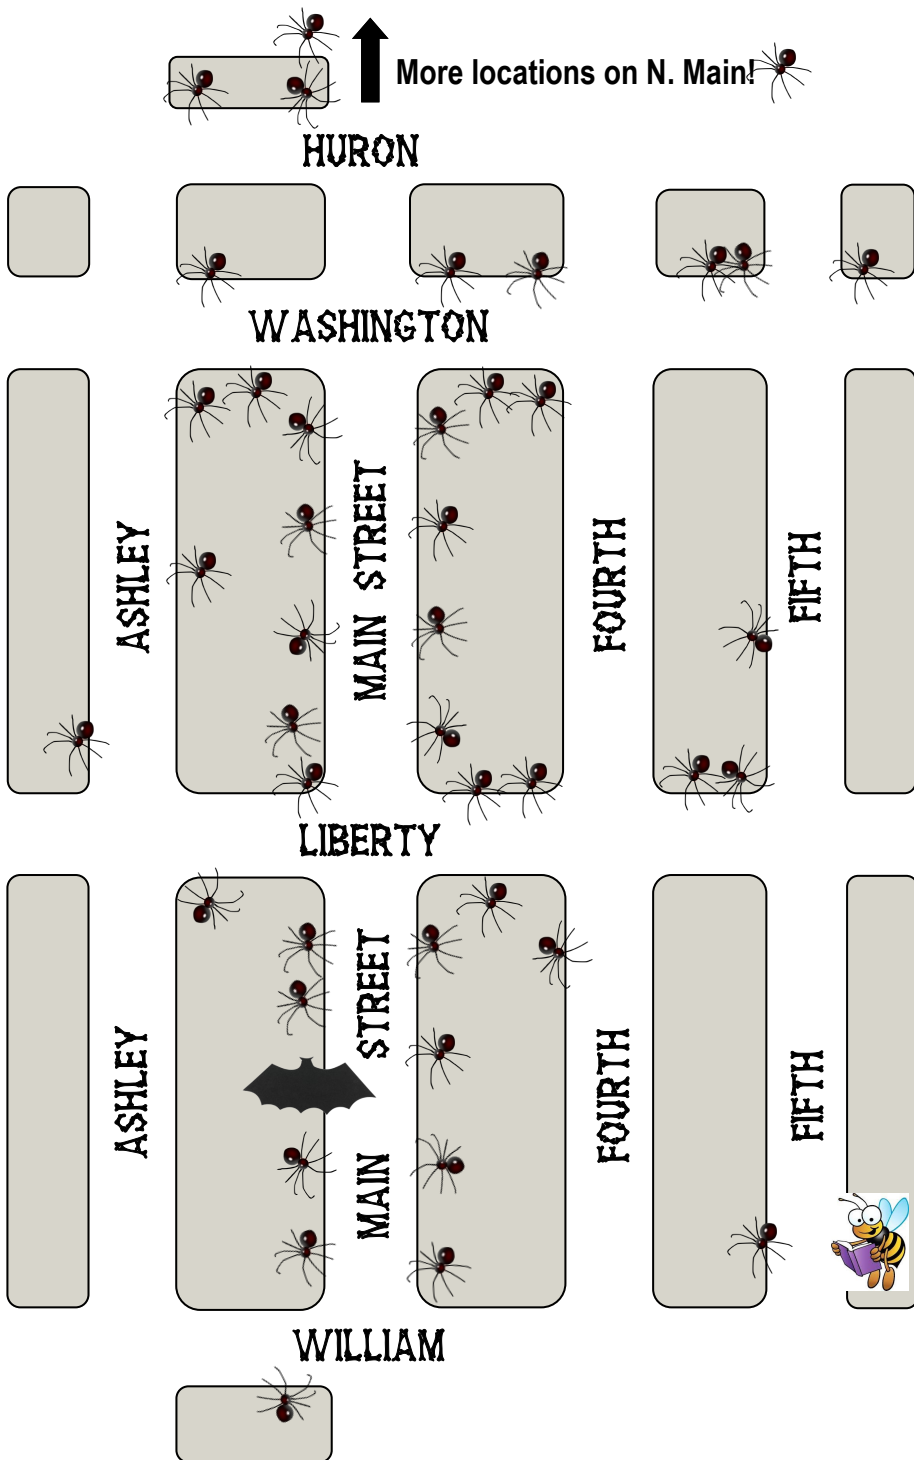 More locations on N. Main!
HURON
WASHINGTON
ASHLEY
MAIN STREET
FOURTH
FIFTH
LIBERTY
ASHLEY
MAIN STREET
FOURTH
FIFTH
WILLIAM